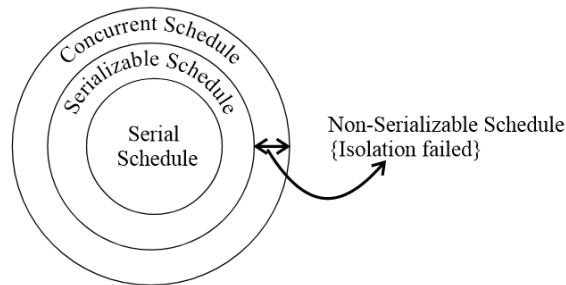 Concurrent Schedule
Serializable Schedule
Serial
Schedule
Non-Serializable Schedule
{Isolation failed}